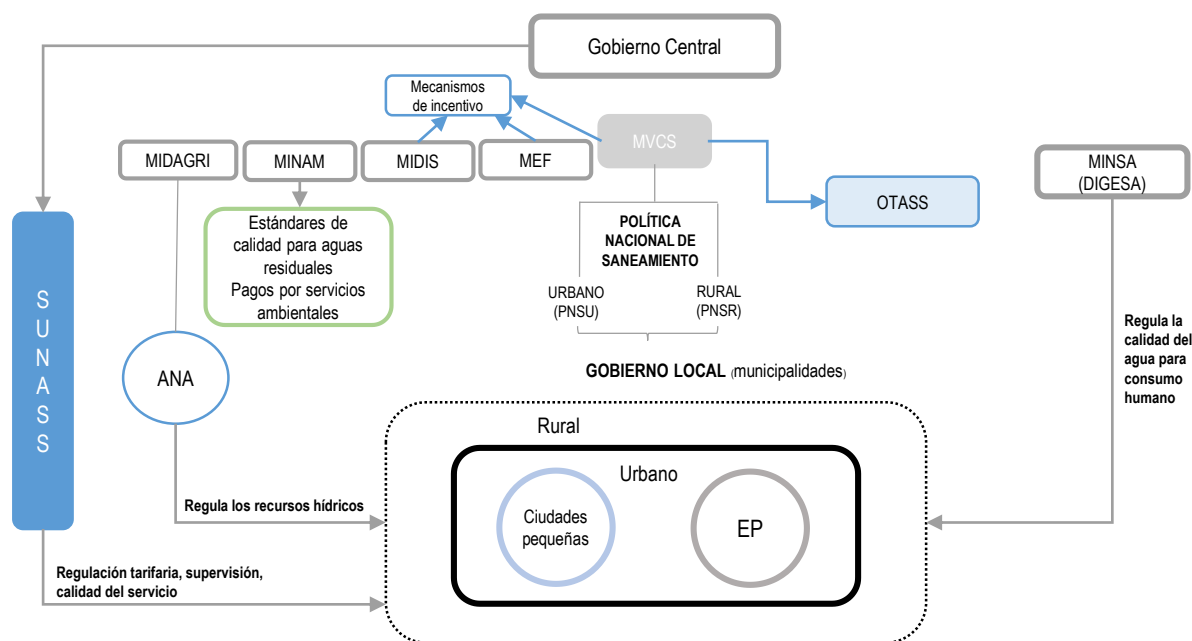 Gobierno Central
Mecanismos
de incentivo
MIDAGRI
MINAM
MIDIS
MEF
MVCS
MINSA
(DIGESA)
OTASS
Estándares de
calidad para aguas
residuales
Pagos por servicios
ambientales
POLÍTICA
NACIONAL DE
SANEAMIENTO
URBANO
(PNSU)
RURAL
(PNSR)
S
U
N
A
S
S
Regula la
calidad del
agua para
consumo
humano
ANA
GOBIERNO LOCAL (municipalidades)
Rural
Urbano
Ciudades
pequeñas
EP
Regula los recursos hídricos
Regulación tarifaria, supervisión,
calidad del servicio